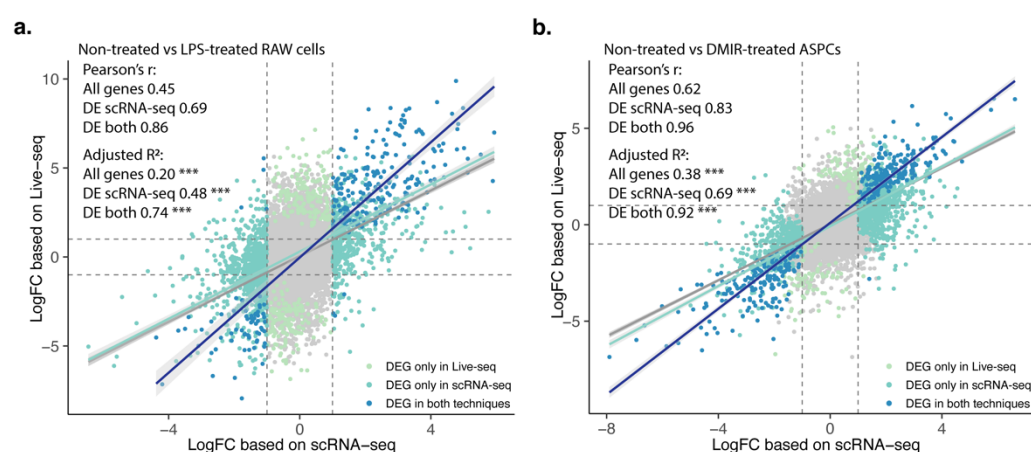 a.
Non-treated vs LPS-treated RAW cells
Pearson's r:
All genes 0.45
DE scRNA-seq 0.69
DE both 0.86
Adjusted R²:
All genes 0.20 ***
DE scRNA-seq 0.48 ***
DE both 0.74 ***
LogFC based on Live-seq
10
5
0
−5
DEG only in Live-seq
DEG only in scRNA-seq
DEG in both techniques
−4
0
4
LogFC based on scRNA−seq
b.
Non-treated vs DMIR-treated ASPCs
Pearson's r:
All genes 0.62
DE scRNA-seq 0.83
DE both 0.96
Adjusted R²:
All genes 0.38 ***
DE scRNA-seq 0.69 ***
DE both 0.92 ***
LogFC based on Live-seq
5
0
−5
DEG only in Live-seq
DEG only in scRNA-seq
DEG in both techniques
−8
−4
0
4
LogFC based on scRNA−seq